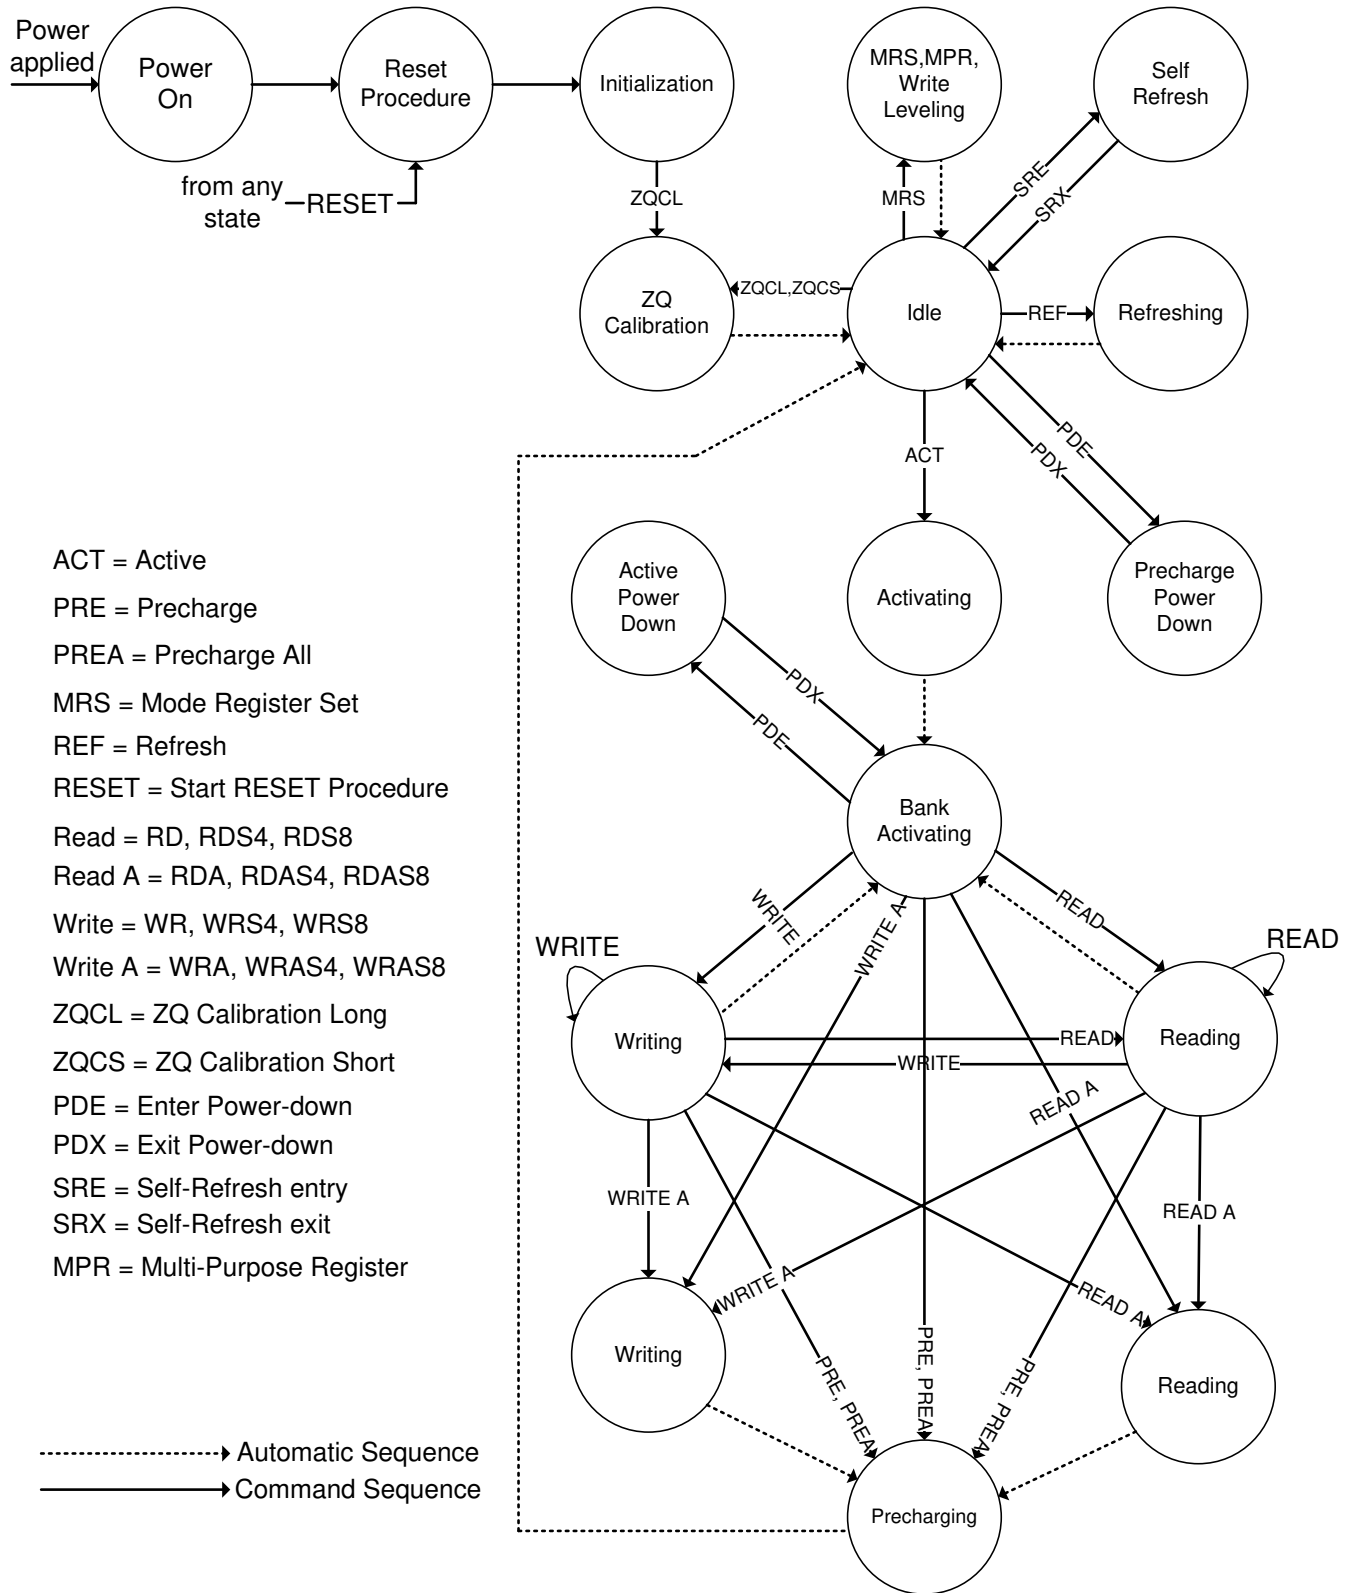 Power
applied
Power
On
Reset
Procedure
Initialization
MRS,MPR,
Write
Leveling
Self
Refresh
from any
state
RESET
ZQCL
MRS
SRE
SRX
ZQ
Calibration
ZQCL,ZQCS
Idle
REF
Refreshing
ACT
PDE
PDX
Active
Power
Down
Activating
Precharge
Power
Down
PDX
PDE
Bank
Activating
ACT = Active
PRE = Precharge
PREA = Precharge All
MRS = Mode Register Set
REF = Refresh
RESET = Start RESET Procedure
Read = RD, RDS4, RDS8
Read A = RDA, RDAS4, RDAS8
Write = WR, WRS4, WRS8
Write A = WRA, WRAS4, WRAS8
ZQCL = ZQ Calibration Long
ZQCS = ZQ Calibration Short
PDE = Enter Power-down
PDX = Exit Power-down
SRE = Self-Refresh entry
SRX = Self-Refresh exit
MPR = Multi-Purpose Register
WRITE
WRITE A
READ
WRITE
READ
Writing
READ
Reading
WRITE
READ A
WRITE A
READ A
WRITE A
READ A
Writing
PRE, PREA
PRE, PREA
PRE, PREA
Reading
Precharging
Automatic Sequence
Command Sequence